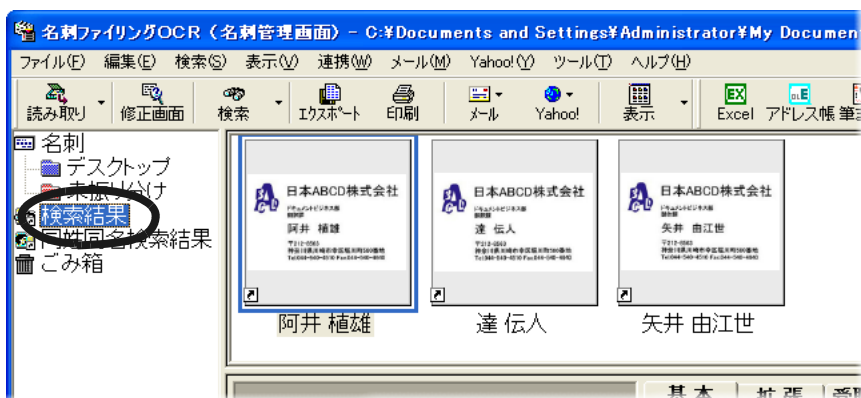 名刺ファイリングOCR (名刺管理画面) - C:¥Documents and Settings¥Administrator¥My Documen
ファイル(F) 編集(E) 検索(S) 表示(V) 連携(W) メール(M) Yahoo!(Y) ツール(T) ヘルプ(H)
読み取り 修正画面 検索 エクスポート 印刷 メール Yahoo! 表示 Excel アドレス帳
名刺
デスクトップ
未振り分け
検索結果
同姓同名検索結果
ごみ箱
日本ABCD株式会社
阿井 植雄
日本ABCD株式会社
達 伝人
日本ABCD株式会社
矢井 由江世
阿井 植雄 達 伝人 矢井 由江世
基本 拡張